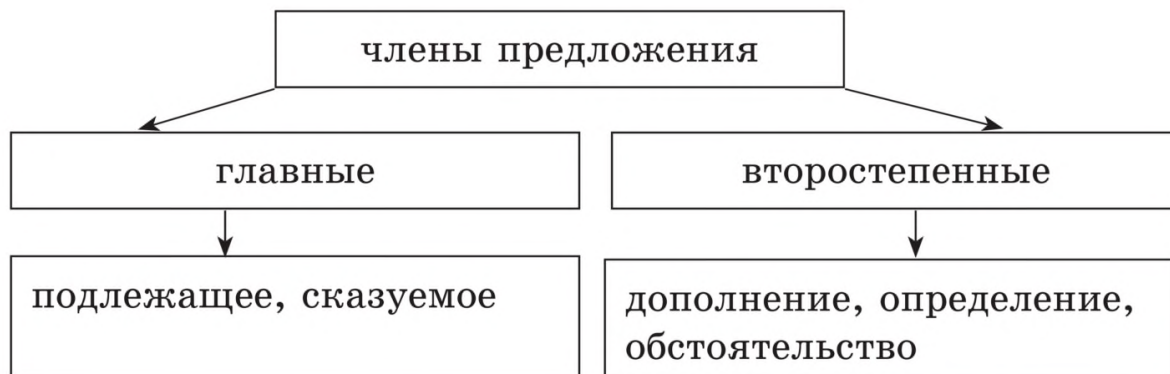 члены предложения
главные
второстепенные
подлежащее, сказуемое
дополнение, определение,
обстоятельство